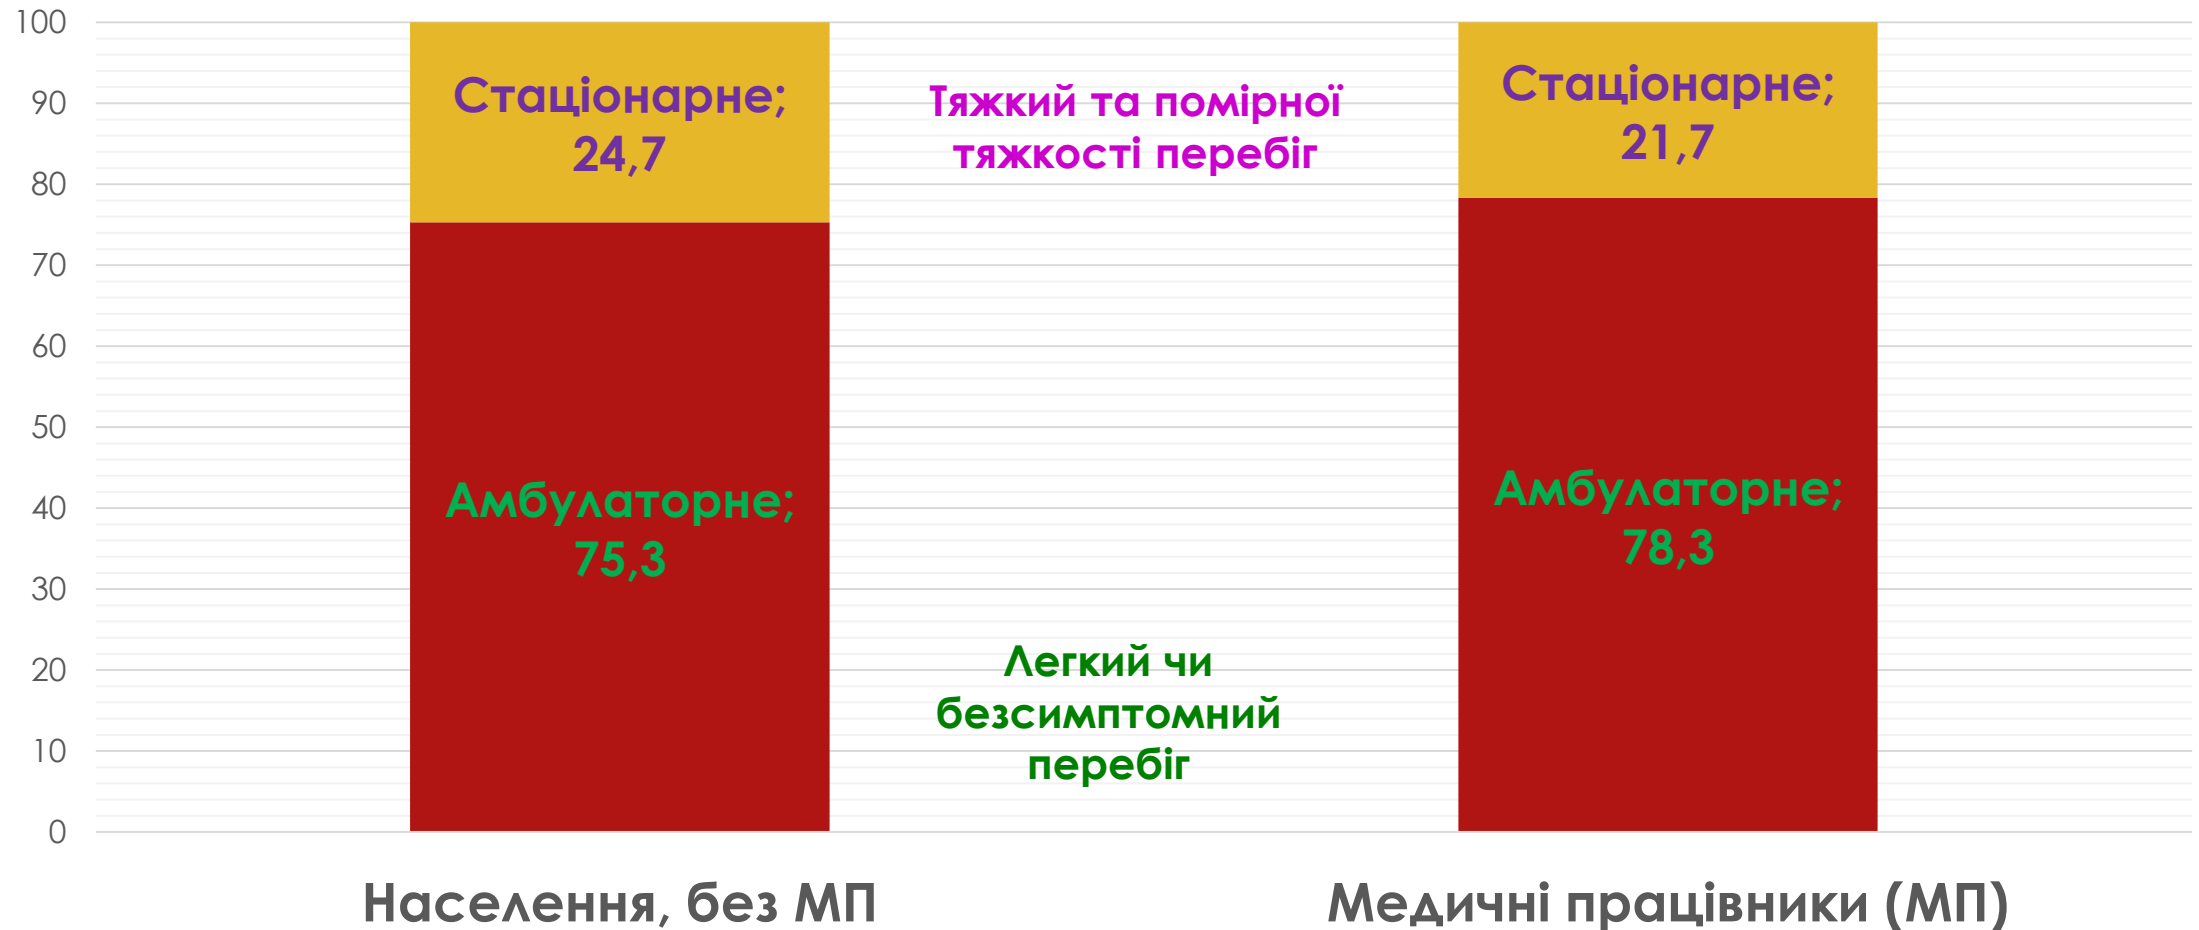 100
90
80
70
60
50
40
30
20
10
0
Стаціонарне;
24,7
Амбулаторне;
75,3
Тяжкий та помірної
тяжкості перебіг
Легкий чи
безсимптомний
перебіг
Стаціонарне;
21,7
Амбулаторне;
78,3
Населення, без МП
Медичні працівники (МП)